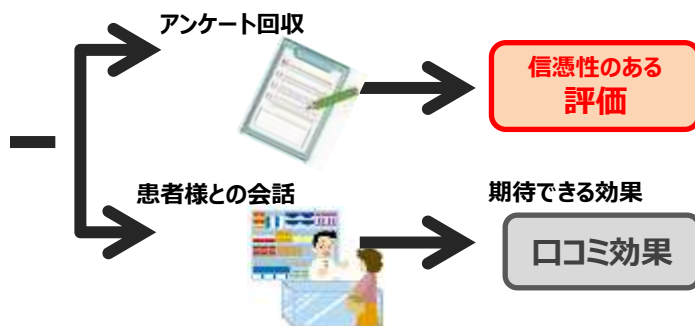 アンケート回収
信憑性のある
評価
患者様との会話
期待できる効果
口コミ効果